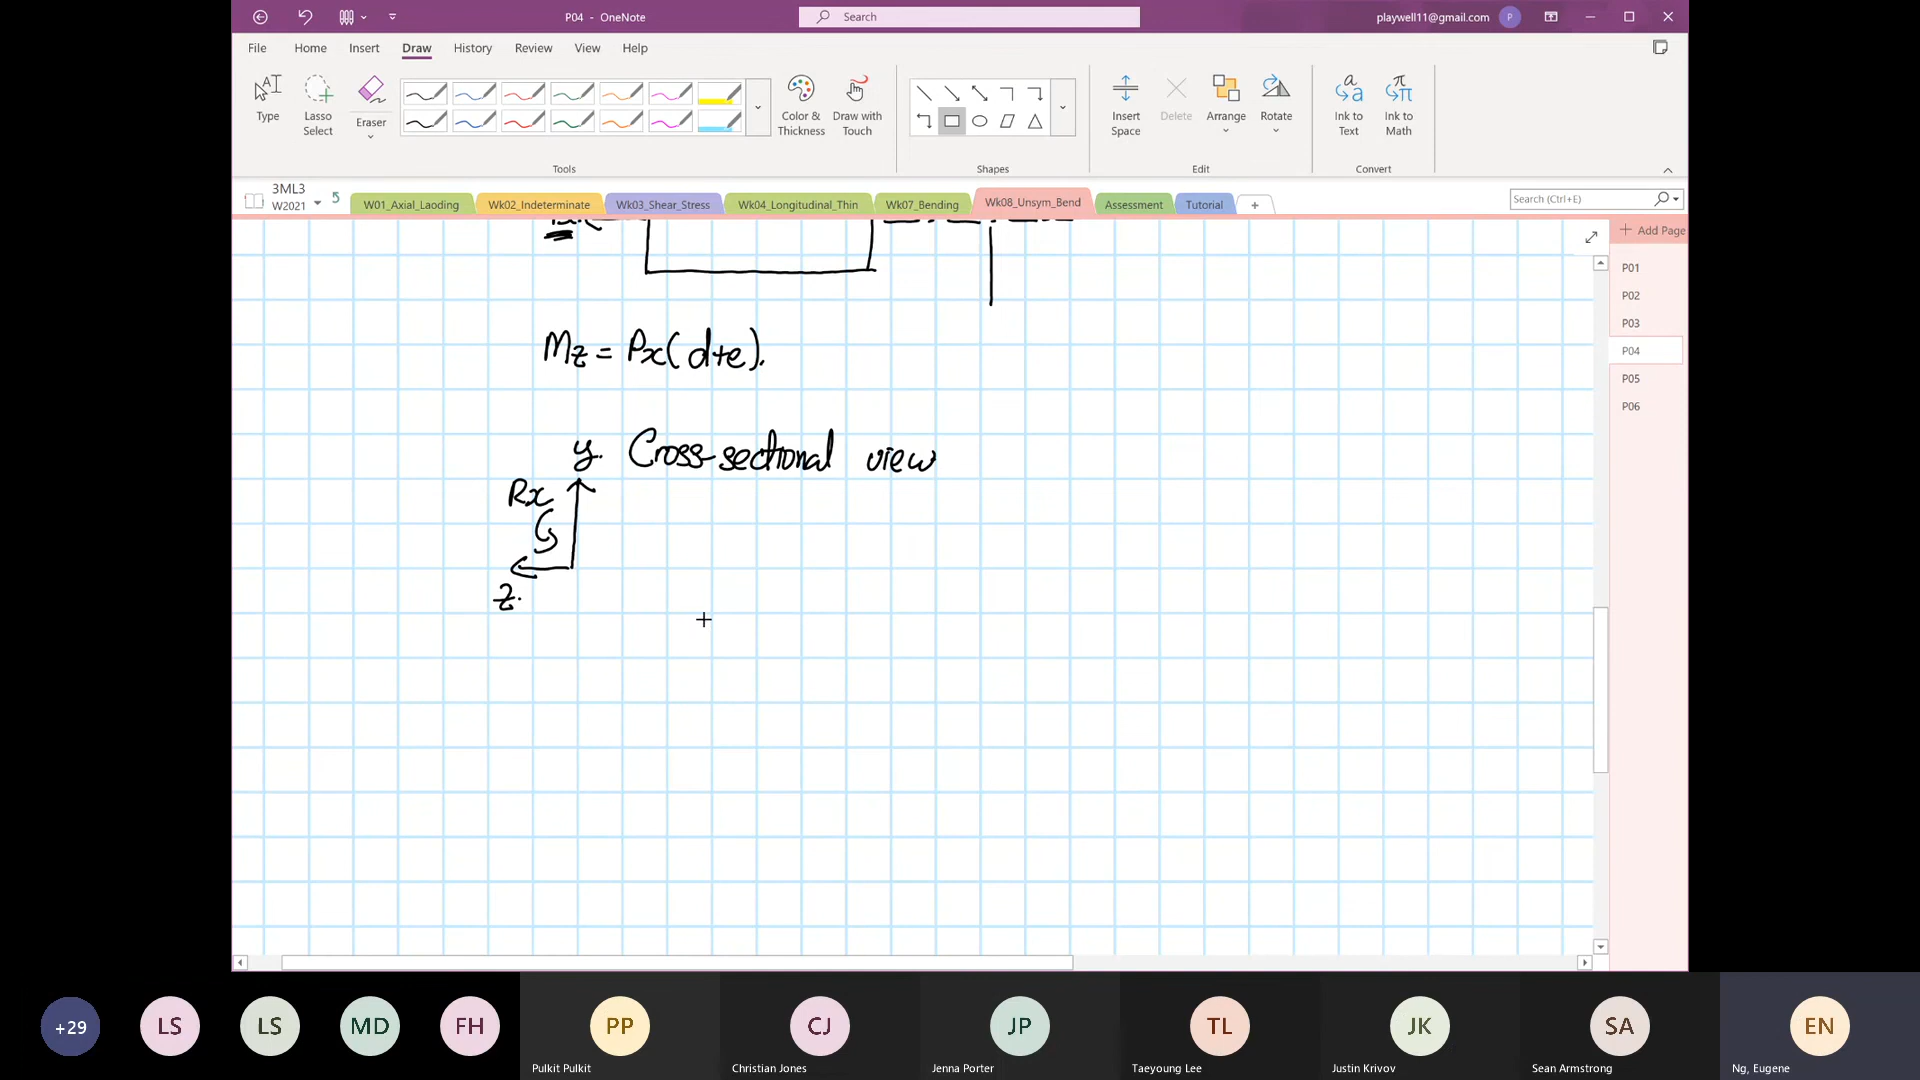 P04 - OneNote
Search
playwell11@gmail.com
P
File Home Insert Draw History Review View Help
Type
Lasso Select
Eraser
Color & Thickness
Draw with Touch
Insert Space
Delete
Arrange
Rotate
Ink to Text
Ink to Math
Tools
Shapes
Edit
Convert
3ML3 W2021
W01_Axial_Laoding
Wk02_Indeterminate
Wk03_Shear_Stress
Wk04_Longitudinal_Thin
Wk07_Bending
Wk08_Unsym_Bend
Assessment
Tutorial
+
Search (Ctrl+E)
Add Page
P01
P02
P03
P04
P05
P06
Mz = Px(d+e).
y. Cross-sectional view
Rx
z.
+29
LS
LS
MD
FH
PP
Pulkit Pulkit
CJ
Christian Jones
JP
Jenna Porter
TL
Taeyoung Lee
JK
Justin Krivov
SA
Sean Armstrong
EN
Ng, Eugene